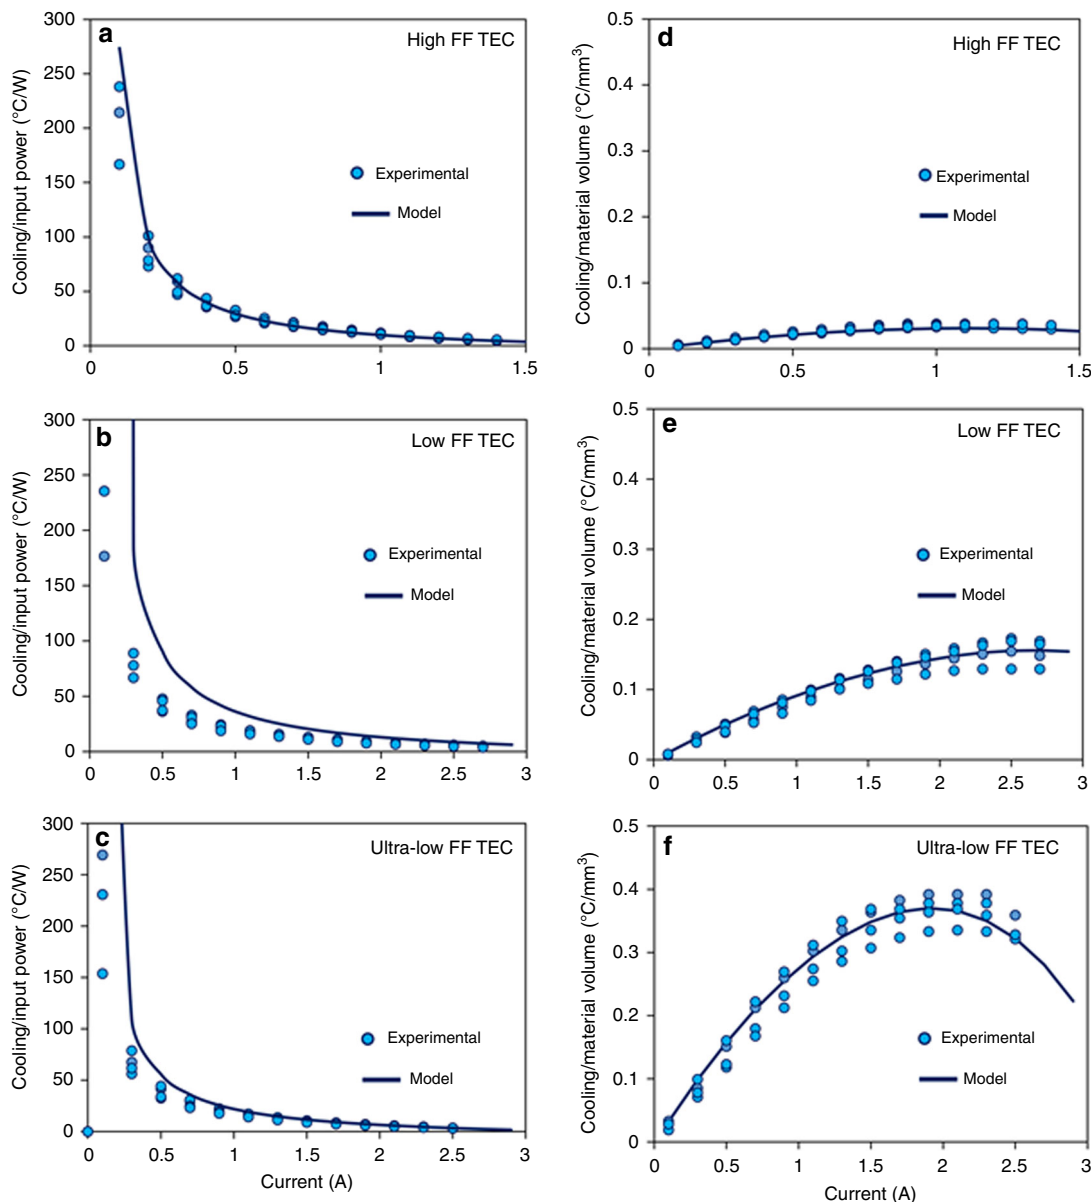 a
High FF TEC
Cooling/input power (°C/W)
300
250
200
150
100
50
0
Experimental
Model
0
0.5
1
1.5
d
High FF TEC
Cooling/material volume (°C/mm³)
0.5
0.4
0.3
0.2
0.1
0
Experimental
Model
0
0.5
1
1.5
b
Low FF TEC
Cooling/input power (°C/W)
300
250
200
150
100
50
0
Experimental
Model
0
0.5
1
1.5
2
2.5
3
e
Low FF TEC
Cooling/material volume (°C/mm³)
0.5
0.4
0.3
0.2
0.1
0
Experimental
Model
0
0.5
1
1.5
2
2.5
3
c
Ultra-low FF TEC
Cooling/input power (°C/W)
300
250
200
150
100
50
0
Experimental
Model
0
0.5
1
1.5
2
2.5
3
Current (A)
f
Ultra-low FF TEC
Cooling/material volume (°C/mm³)
0.5
0.4
0.3
0.2
0.1
0
Experimental
Model
0
0.5
1
1.5
2
2.5
3
Current (A)